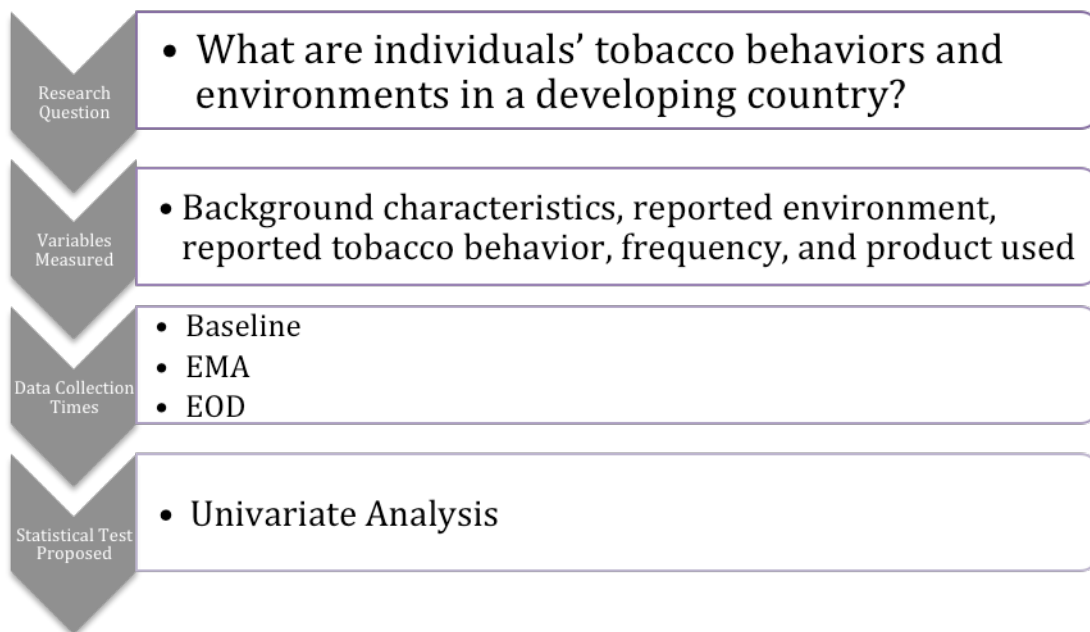 Research
Question
• What are individuals’ tobacco behaviors and
environments in a developing country?
Variables
Measured
• Background characteristics, reported environment,
reported tobacco behavior, frequency, and product used
Data Collection
Times
• Baseline
• EMA
• EOD
Statistical Test
Proposed
• Univariate Analysis